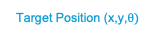 Target Position (x,y,θ)